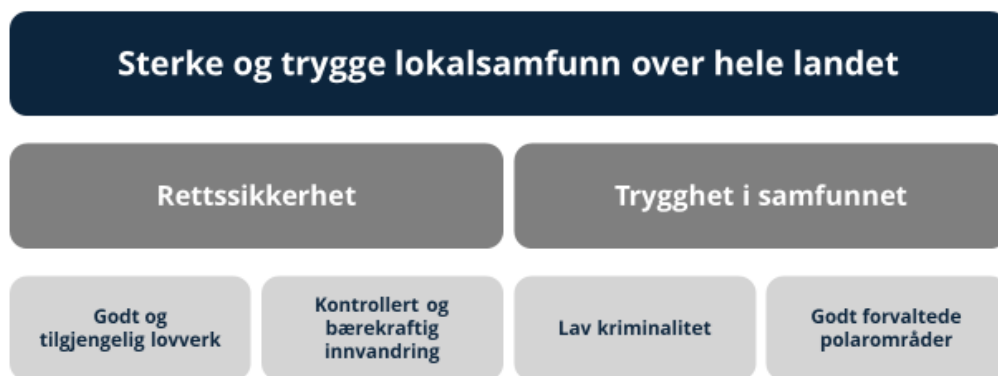 Sterke og trygge lokalsamfunn over hele landet
Rettssikkerhet
Trygghet i samfunnet
Godt og
tilgjengelig lovverk
Kontrollert og
bærekraftig
innvandring
Lav kriminalitet
Godt forvaltede
polarområder